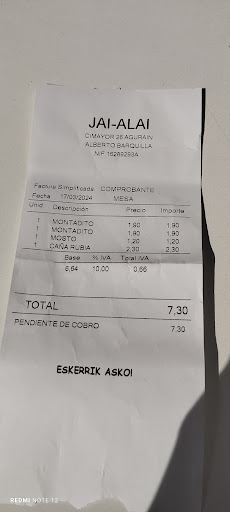 JAI-ALAI
C/MAYOR 26 AGURAIN
ALBERTO BARQUILLA
NIF.16289293A
Factura Simplificada COMPROBANTE
Fecha 17/03/2024 MESA
Unid. Descripción Precio Importe
1 MONTADITO 1,90 1,90
1 MONTADITO 1,90 1,90
1 MOSTO 1,20 1,20
1 CAÑA RUBIA 2,30 2,30
Base % IVA Total IVA
6,64 10,00 0,66
TOTAL 7,30
PENDIENTE DE COBRO 7,30
ESKERRIK ASKO!
REDMI NOTE 12